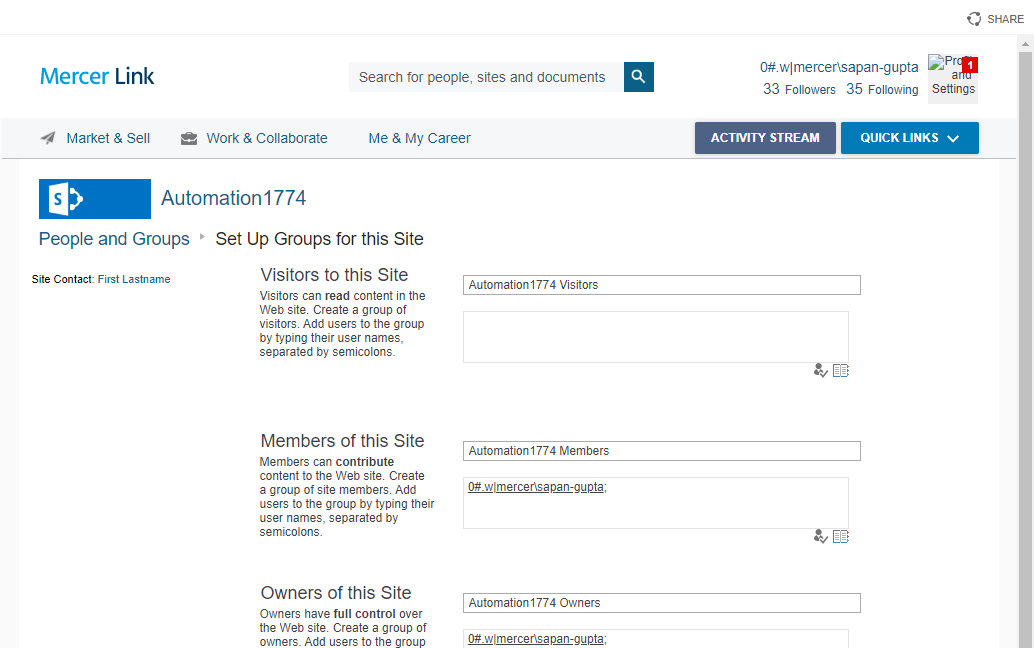 SHARE
Mercer Link
Search for people, sites and documents
0#.w|mercer\sapan-gupta
33 Followers 35 Following
1
and
Settings
Market & Sell
Work & Collaborate
Me & My Career
ACTIVITY STREAM
QUICK LINKS
S
Automation1774
People and Groups
Set Up Groups for this Site
Site Contact: First Lastname
Visitors to this Site
Visitors can read content in the
Web site. Create a group of
visitors. Add users to the group
by typing their user names,
separated by semicolons.
Automation1774 Visitors
Members of this Site
Members can contribute
content to the Web site. Create
a group of site members. Add
users to the group by typing their
user names, separated by
semicolons.
Automation1774 Members
0#.w|mercer\sapan-gupta;
Owners of this Site
Owners have full control over
the Web site. Create a group of
owners. Add users to the group
Automation1774 Owners
0#.w|mercer\sapan-gupta;